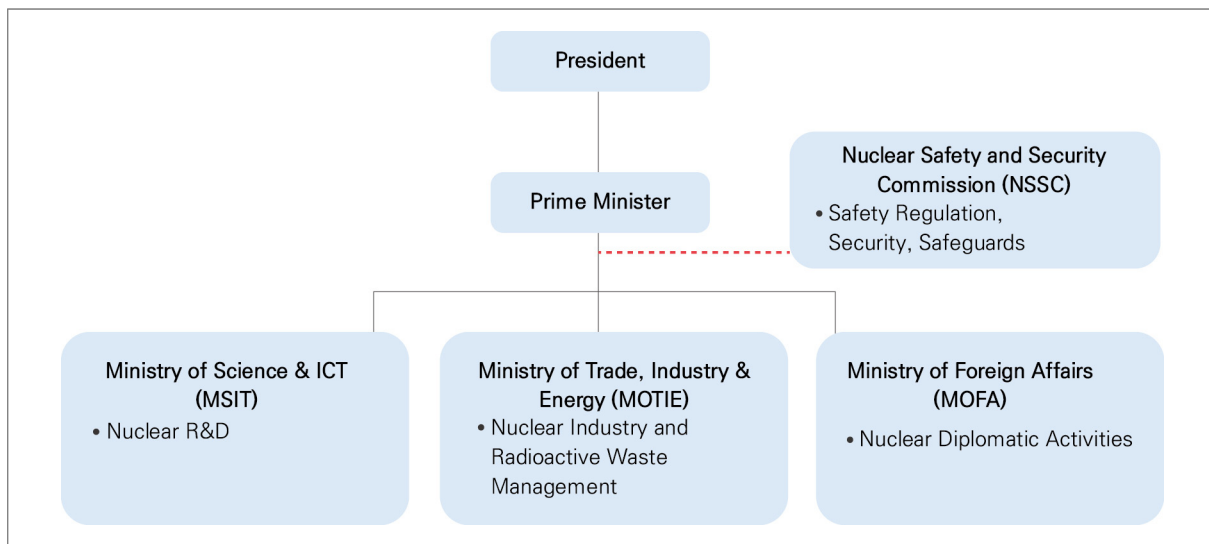 President
Nuclear Safety and Security
Commission (NSSC)
• Safety Regulation,
Security, Safeguards
Prime Minister
Ministry of Science & ICT
(MSIT)
• Nuclear R&D
Ministry of Trade, Industry &
Energy (MOTIE)
• Nuclear Industry and
Radioactive Waste
Management
Ministry of Foreign Affairs
(MOFA)
• Nuclear Diplomatic Activities